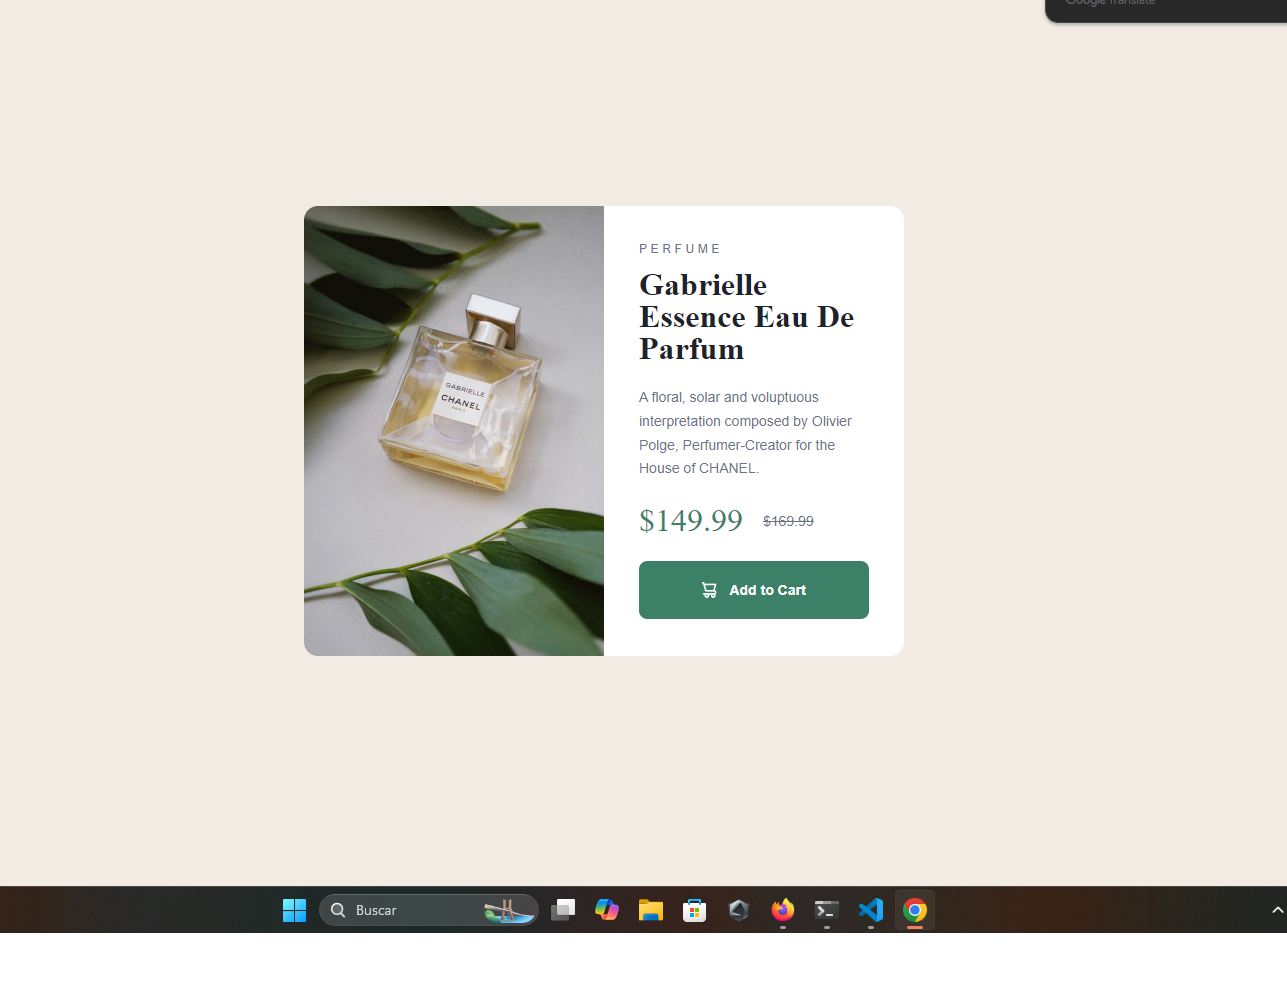 Google Translate
PERFUME
Gabrielle
Essence Eau De
Parfum
A floral, solar and voluptuous
interpretation composed by Olivier
Polge, Perfumer-Creator for the
House of CHANEL.
$149.99 $169.99
Add to Cart
GABRIELLE
CHANEL
PARIS
Buscar